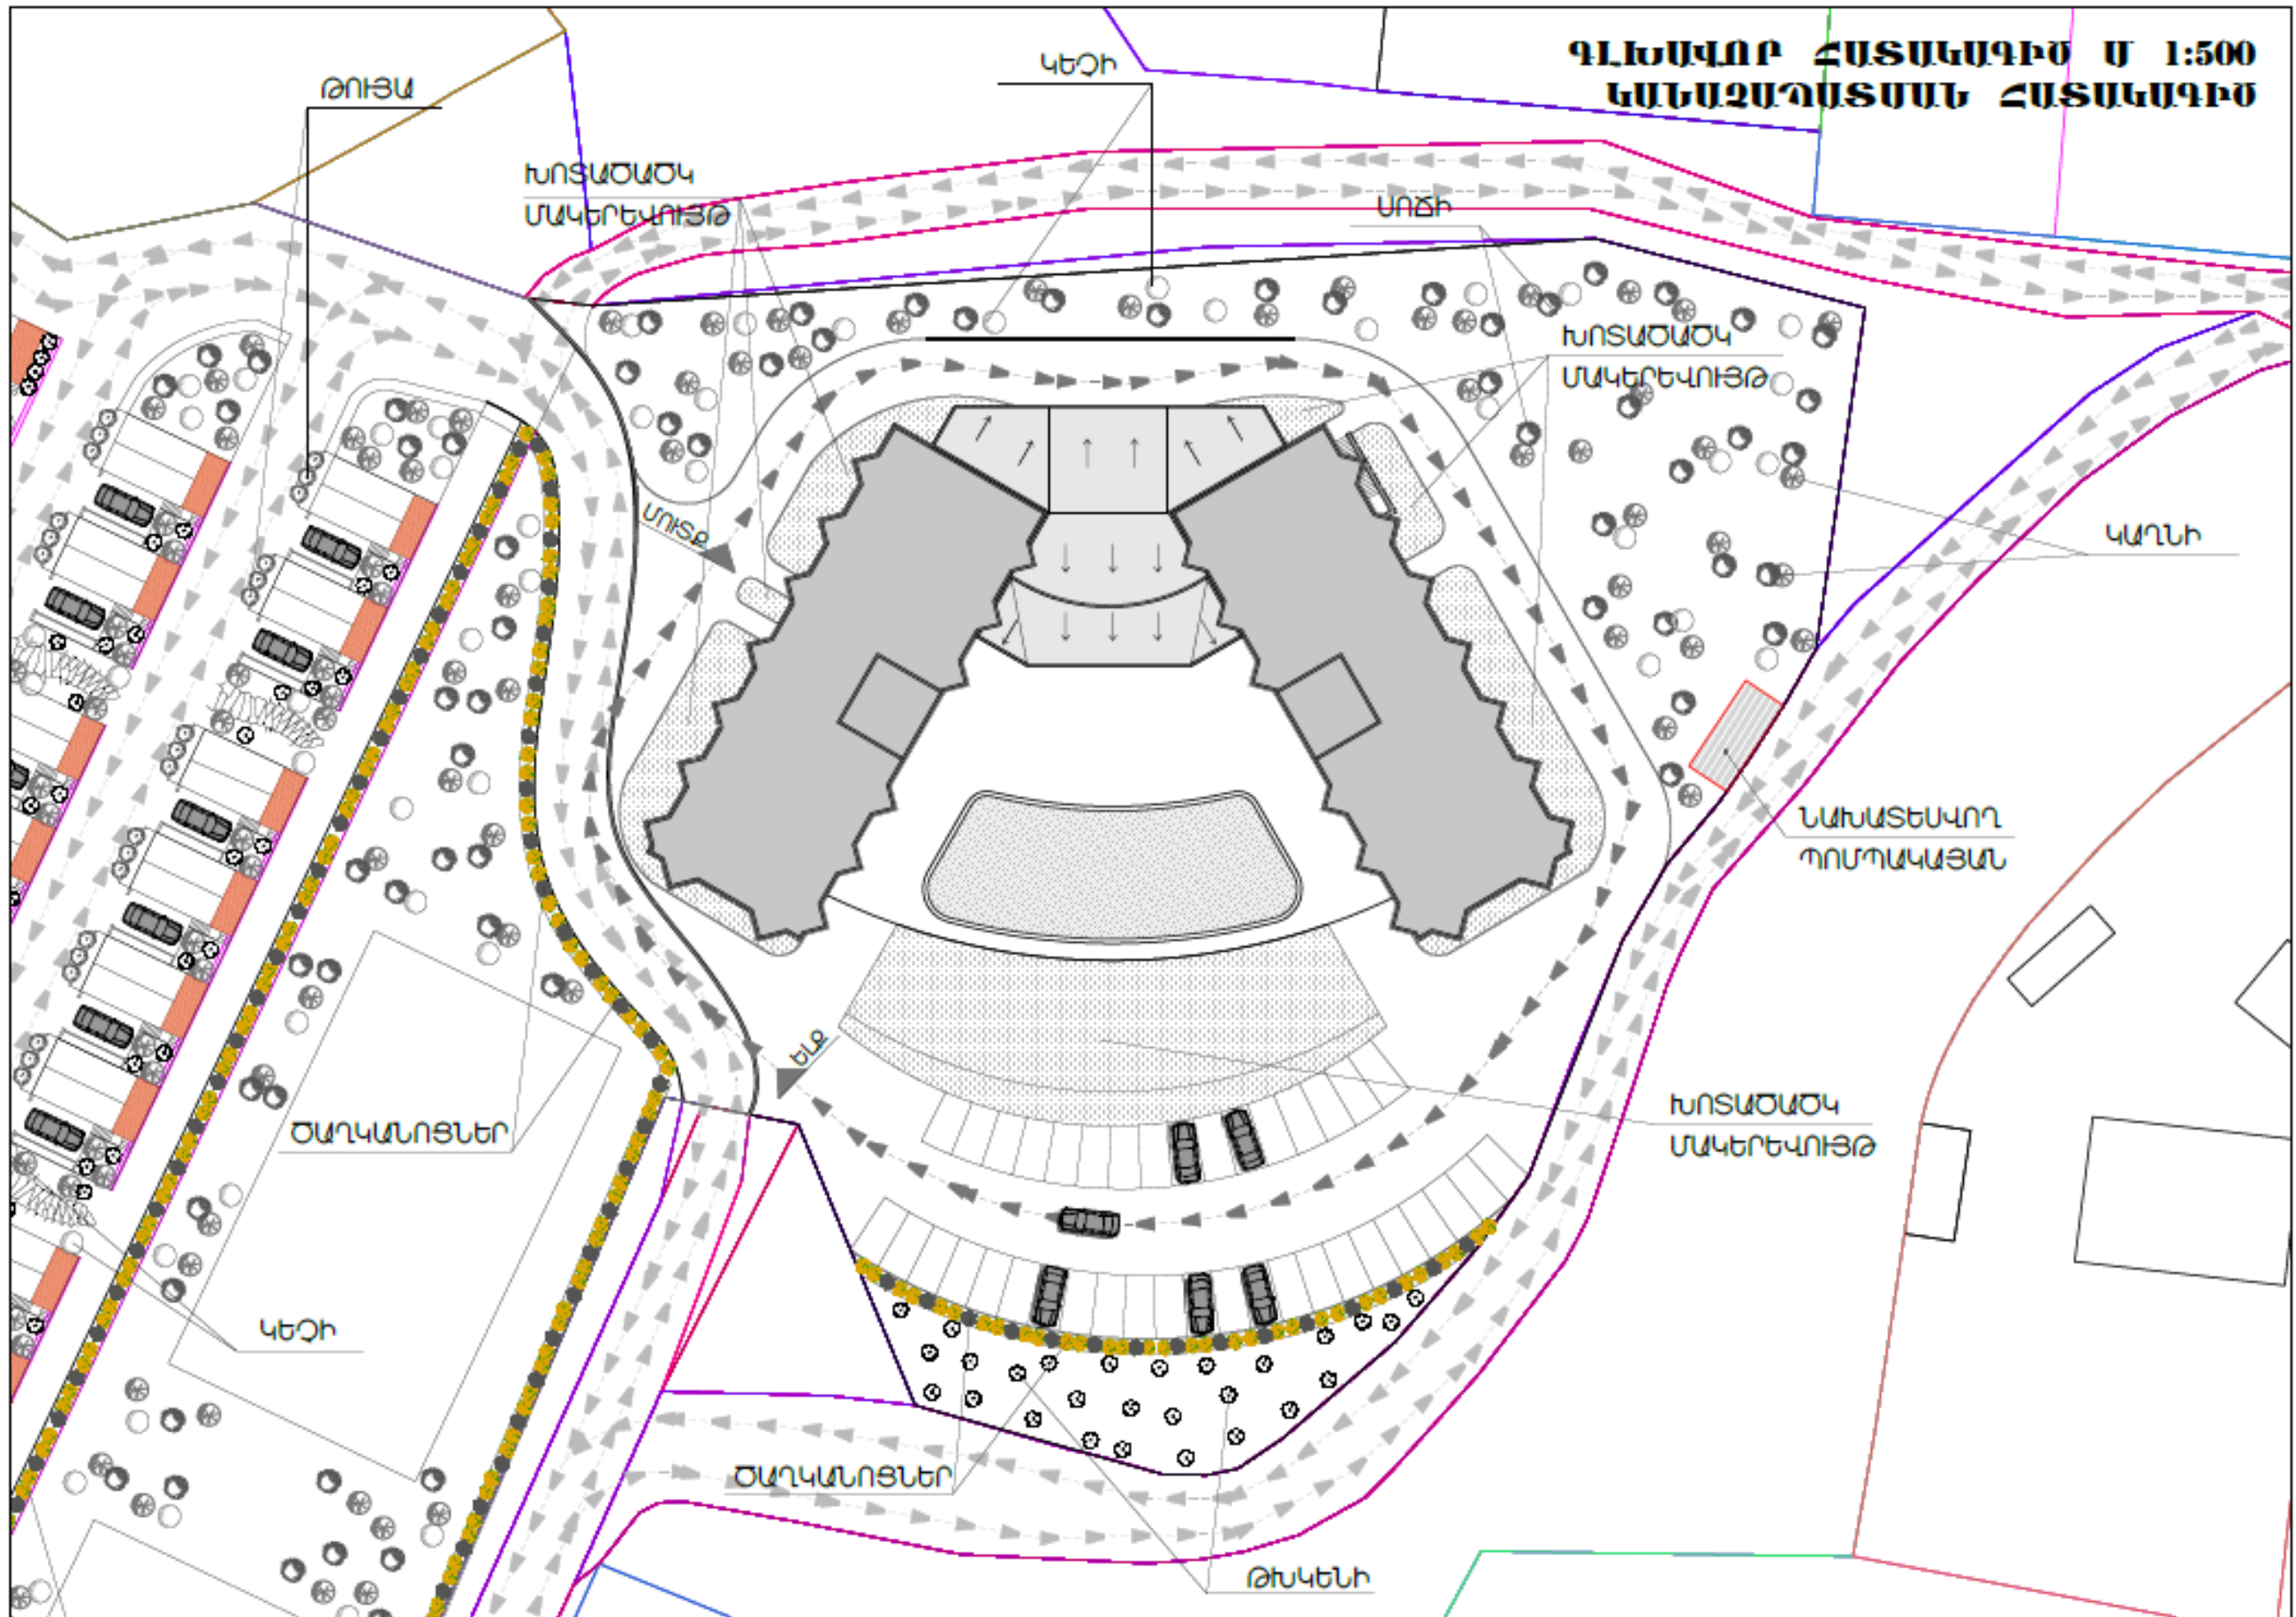 ԳԼԽԱՎՈՐ ՀԱՏԱԿԱԳԻԾ Մ 1:500
ԿԱՆԱՉԱՊԱՏՄԱՆ ՀԱՏԱԿԱԳԻԾ
ԿԵՉԻ
ԹՈՒՅԱ
ԽՈՏԱԾԱԾԿ
ՄԱԿԵՐԵՎՈՒՅԹ
ՍՈՃԻ
ԽՈՏԱԾԱԾԿ
ՄԱԿԵՐԵՎՈՒՅԹ
ՄՈՒՏՔ
ԿԱՂՆԻ
ՆԱԽԱՏԵՍՎՈՂ
ՊՈՄՊԱԿԱՅԱՆ
ԵԼՔ
ԽՈՏԱԾԱԾԿ
ՄԱԿԵՐԵՎՈՒՅԹ
ԾԱՂԿԱՆՈՑՆԵՐ
ԿԵՉԻ
ԾԱՂԿԱՆՈՑՆԵՐ
ԹԽԿԵՆԻ